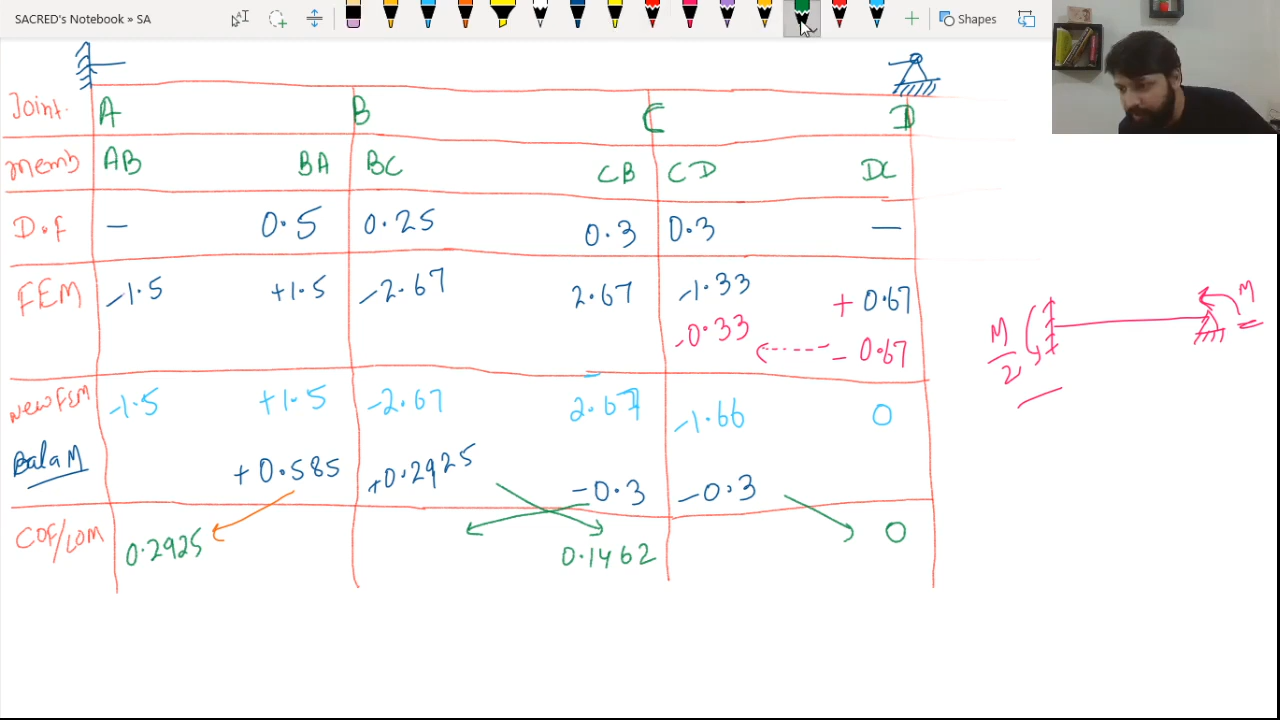 SACRED's Notebook » SA
Shapes
Joint. A B C D
Memb AB BA BC CB CD DC
D.f — 0.5 0.25 0.3 0.3 —
FEM -1.5 +1.5 -2.67 2.67 -1.33 + 0.67
-0.33 - 0.67
M
M/2
New FEM -1.5 +1.5 -2.67 2.67 -1.66 0
Bala M +0.585 +0.2925 -0.3 -0.3
COF/COM 0.2925 0.1462 0